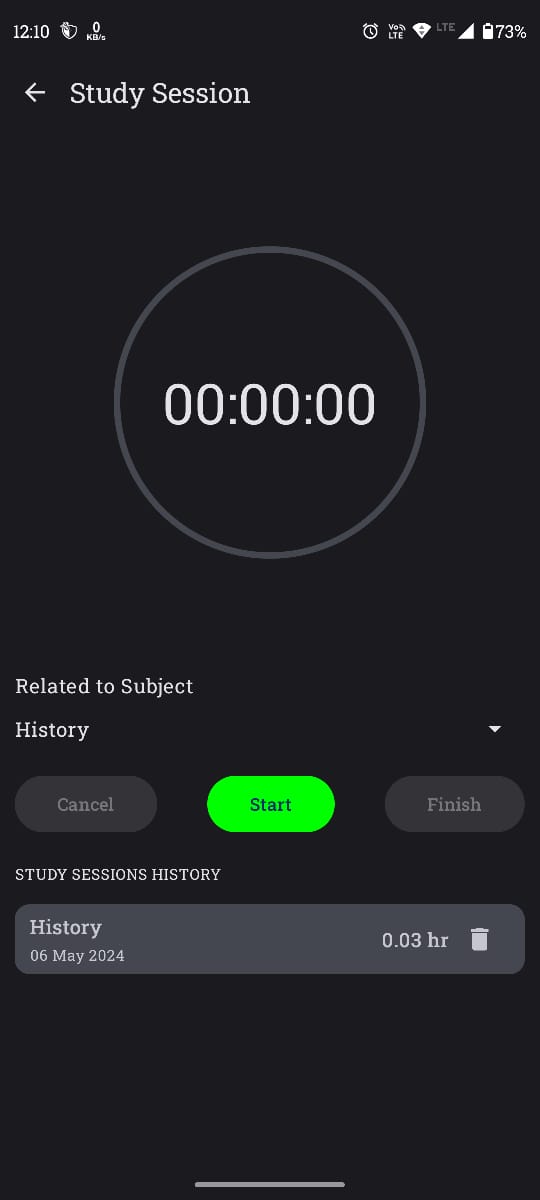 12:10 0 KB/s Vo LTE LTE 73%
Study Session
00:00:00
Related to Subject
History
Cancel Start Finish
STUDY SESSIONS HISTORY
History 0.03 hr
06 May 2024